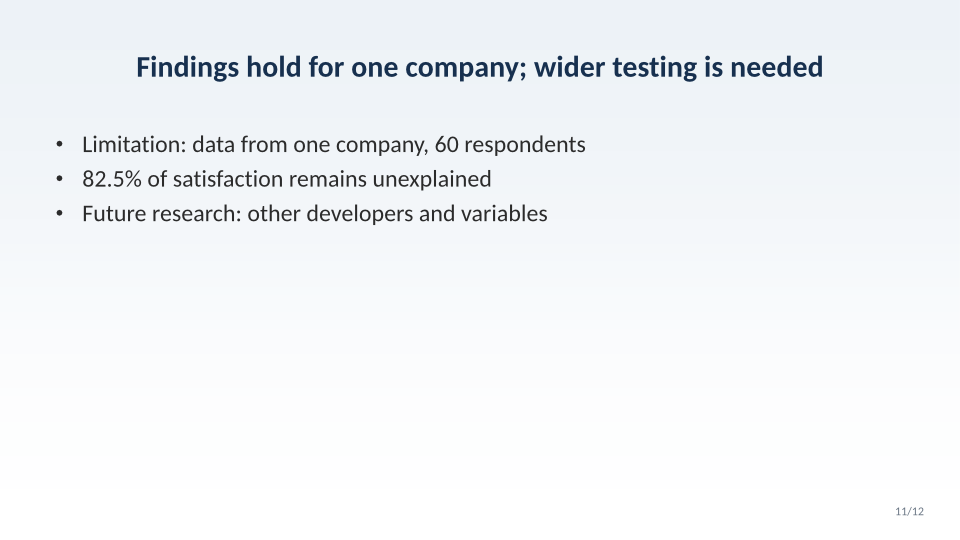 Findings hold for one company; wider testing is needed
• Limitation: data from one company, 60 respondents
• 82.5% of satisfaction remains unexplained
• Future research: other developers and variables
11/12